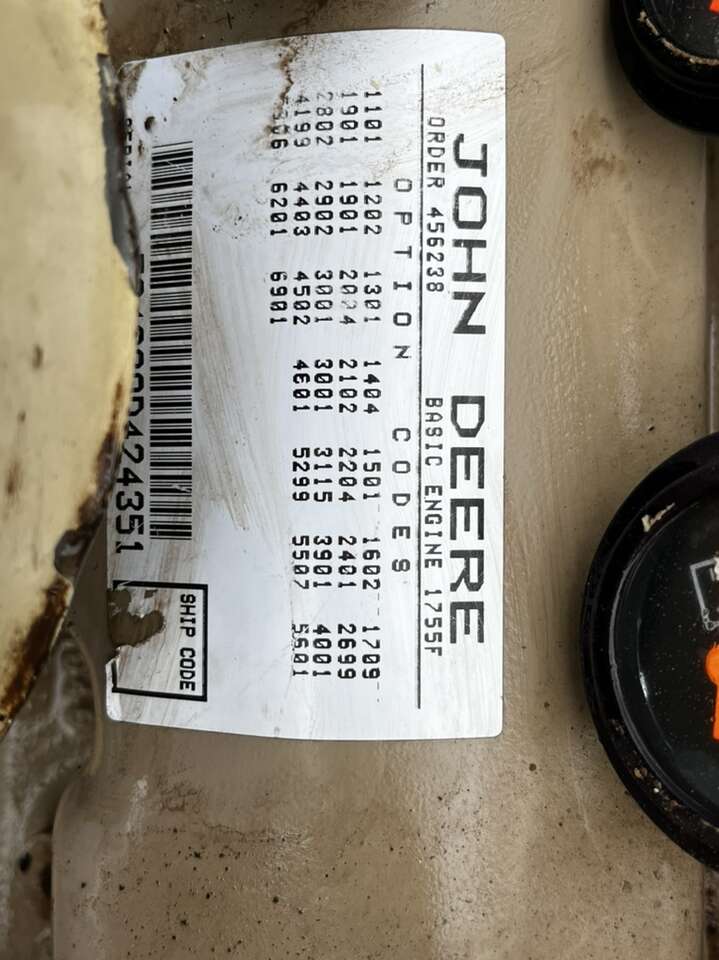 JOHN DEERE
ORDER 456238 BASIC ENGINE 1755F
OPTION CODES
1101 1202 1301 1404 1501 1602 1709
1901 1901 2004 2102 2204 2401 2699
2802 2902 3001 3001 3115 3901 4001
4199 4403 4502 4601 5299 5507 5601
6201 6901
SHIP CODE